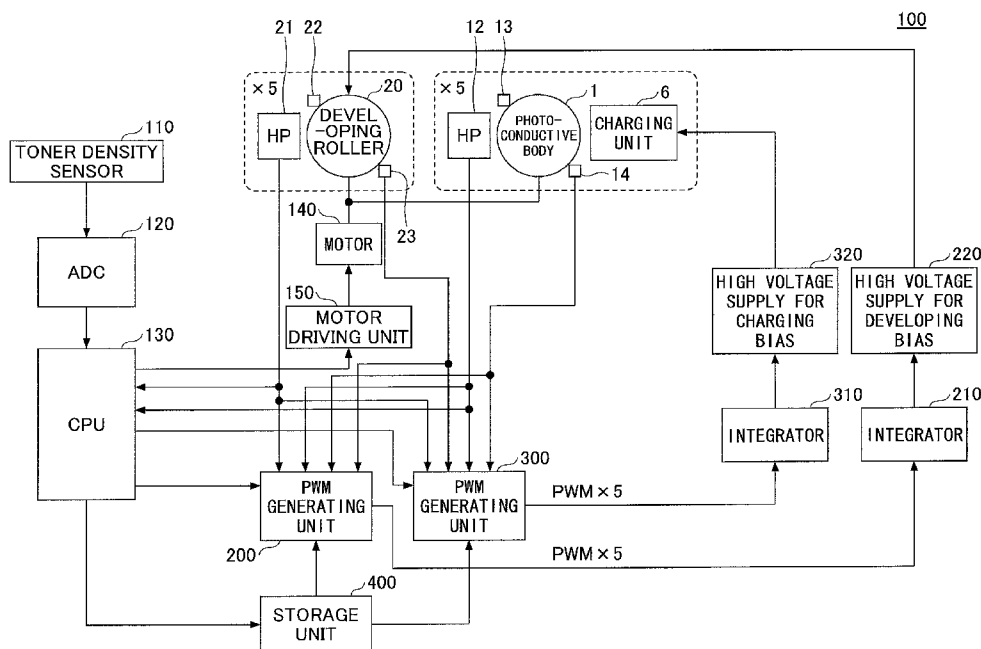 100
21
22
20
12
13
1
6
×5
×5
HP
DEVEL
-OPING
ROLLER
HP
PHOTO-
CONDUCTIVE
BODY
CHARGING
UNIT
110
TONER DENSITY
SENSOR
23
14
120
ADC
140
MOTOR
150
MOTOR
DRIVING UNIT
320
HIGH VOLTAGE
SUPPLY FOR
CHARGING
BIAS
220
HIGH VOLTAGE
SUPPLY FOR
DEVELOPING
BIAS
130
CPU
310
INTEGRATOR
210
INTEGRATOR
PWM
GENERATING
UNIT
200
300
PWM
GENERATING
UNIT
PWM×5
PWM×5
400
STORAGE
UNIT